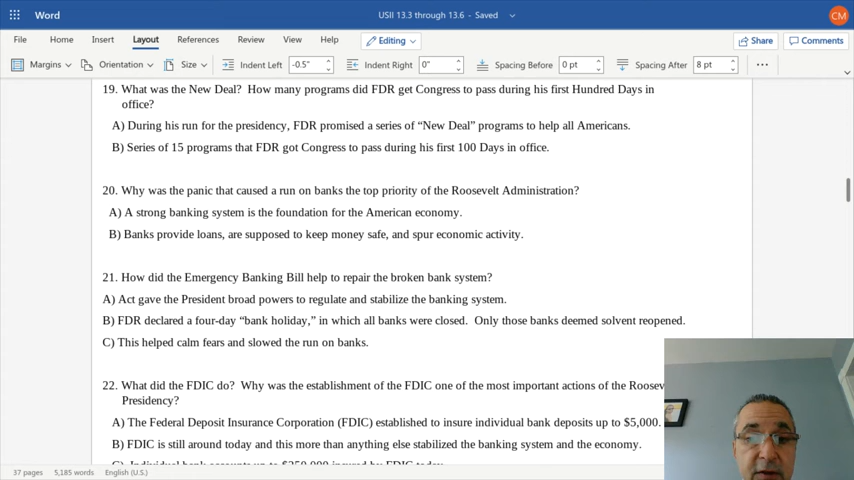 Word
USII 13.3 through 13.6 - Saved
CM
File Home Insert Layout References Review View Help Editing Share Comments
Margins Orientation Size Indent Left -0.5" Indent Right 0" Spacing Before 0 pt Spacing After 8 pt ···
19. What was the New Deal? How many programs did FDR get Congress to pass during his first Hundred Days in
office?
A) During his run for the presidency, FDR promised a series of “New Deal” programs to help all Americans.
B) Series of 15 programs that FDR got Congress to pass during his first 100 Days in office.
20. Why was the panic that caused a run on banks the top priority of the Roosevelt Administration?
A) A strong banking system is the foundation for the American economy.
B) Banks provide loans, are supposed to keep money safe, and spur economic activity.
21. How did the Emergency Banking Bill help to repair the broken bank system?
A) Act gave the President broad powers to regulate and stabilize the banking system.
B) FDR declared a four-day “bank holiday,” in which all banks were closed. Only those banks deemed solvent reopened.
C) This helped calm fears and slowed the run on banks.
22. What did the FDIC do? Why was the establishment of the FDIC one of the most important actions of the Roosev
Presidency?
A) The Federal Deposit Insurance Corporation (FDIC) established to insure individual bank deposits up to $5,000.
B) FDIC is still around today and this more than anything else stabilized the banking system and the economy.
C) Individual bank accounts up to $250,000 insured by FDIC today.
37 pages 5,185 words English (U.S.)